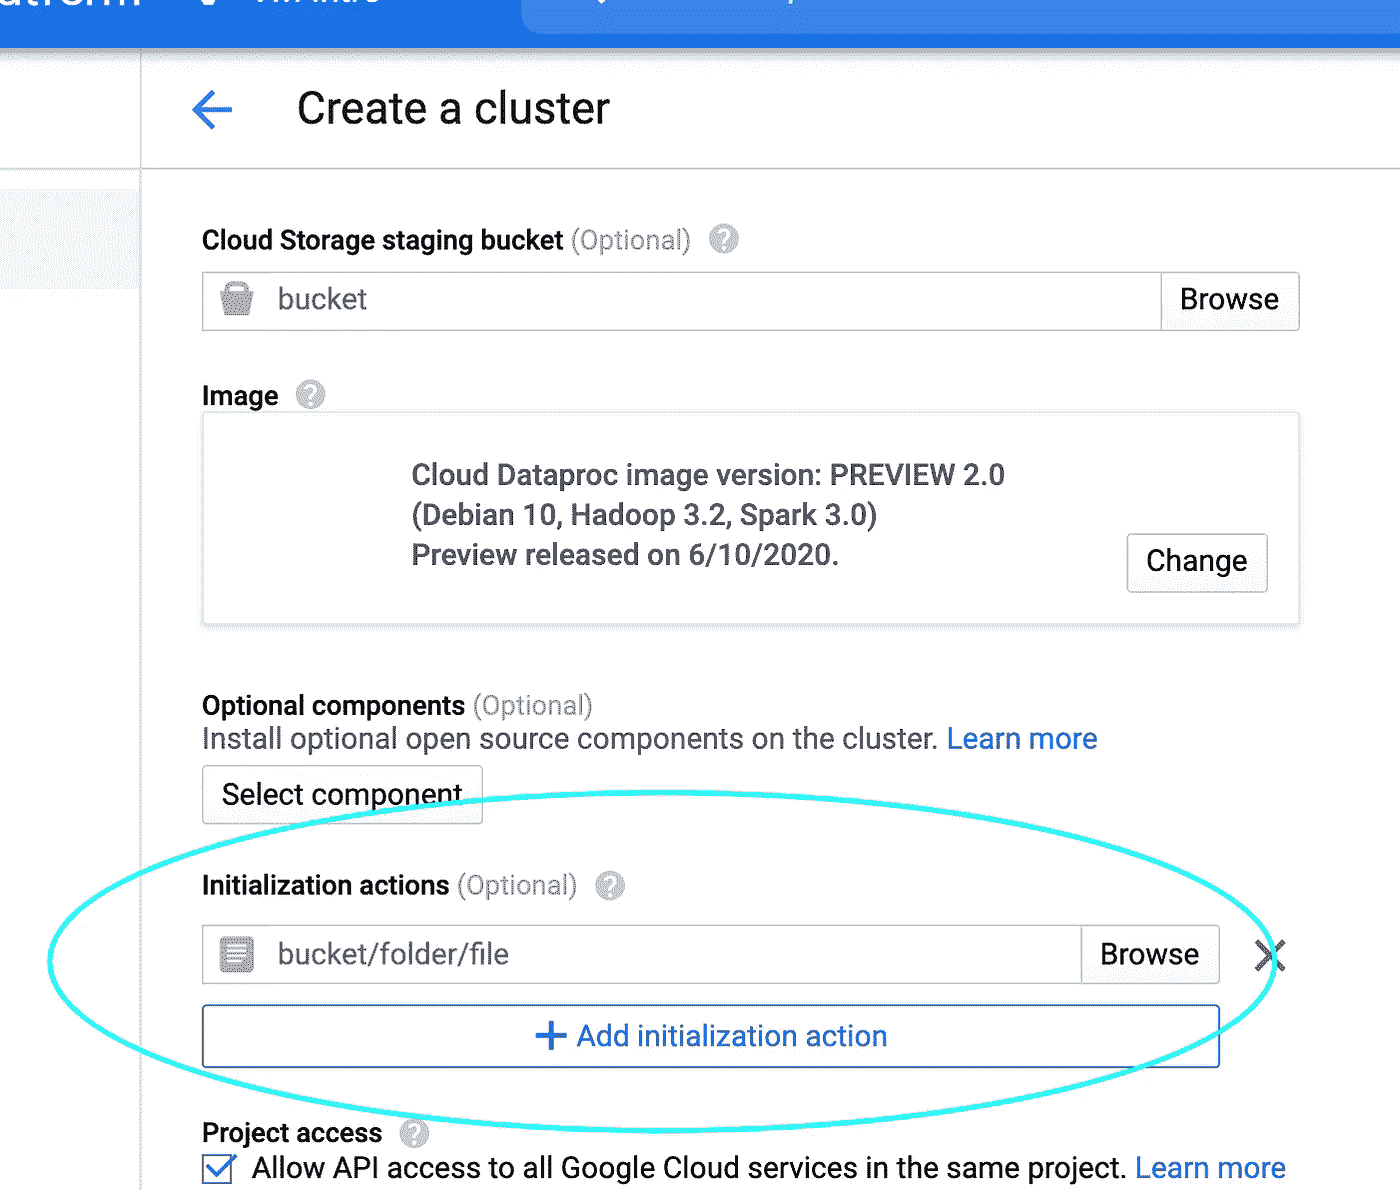 Create a cluster
Cloud Storage staging bucket (Optional)
bucket
Browse
Image
Cloud Dataproc image version: PREVIEW 2.0
(Debian 10, Hadoop 3.2, Spark 3.0)
Preview released on 6/10/2020.
Change
Optional components (Optional)
Install optional open source components on the cluster. Learn more
Select component
Initialization actions (Optional)
bucket/folder/file
Browse
Add initialization action
Project access
Allow API access to all Google Cloud services in the same project. Learn more